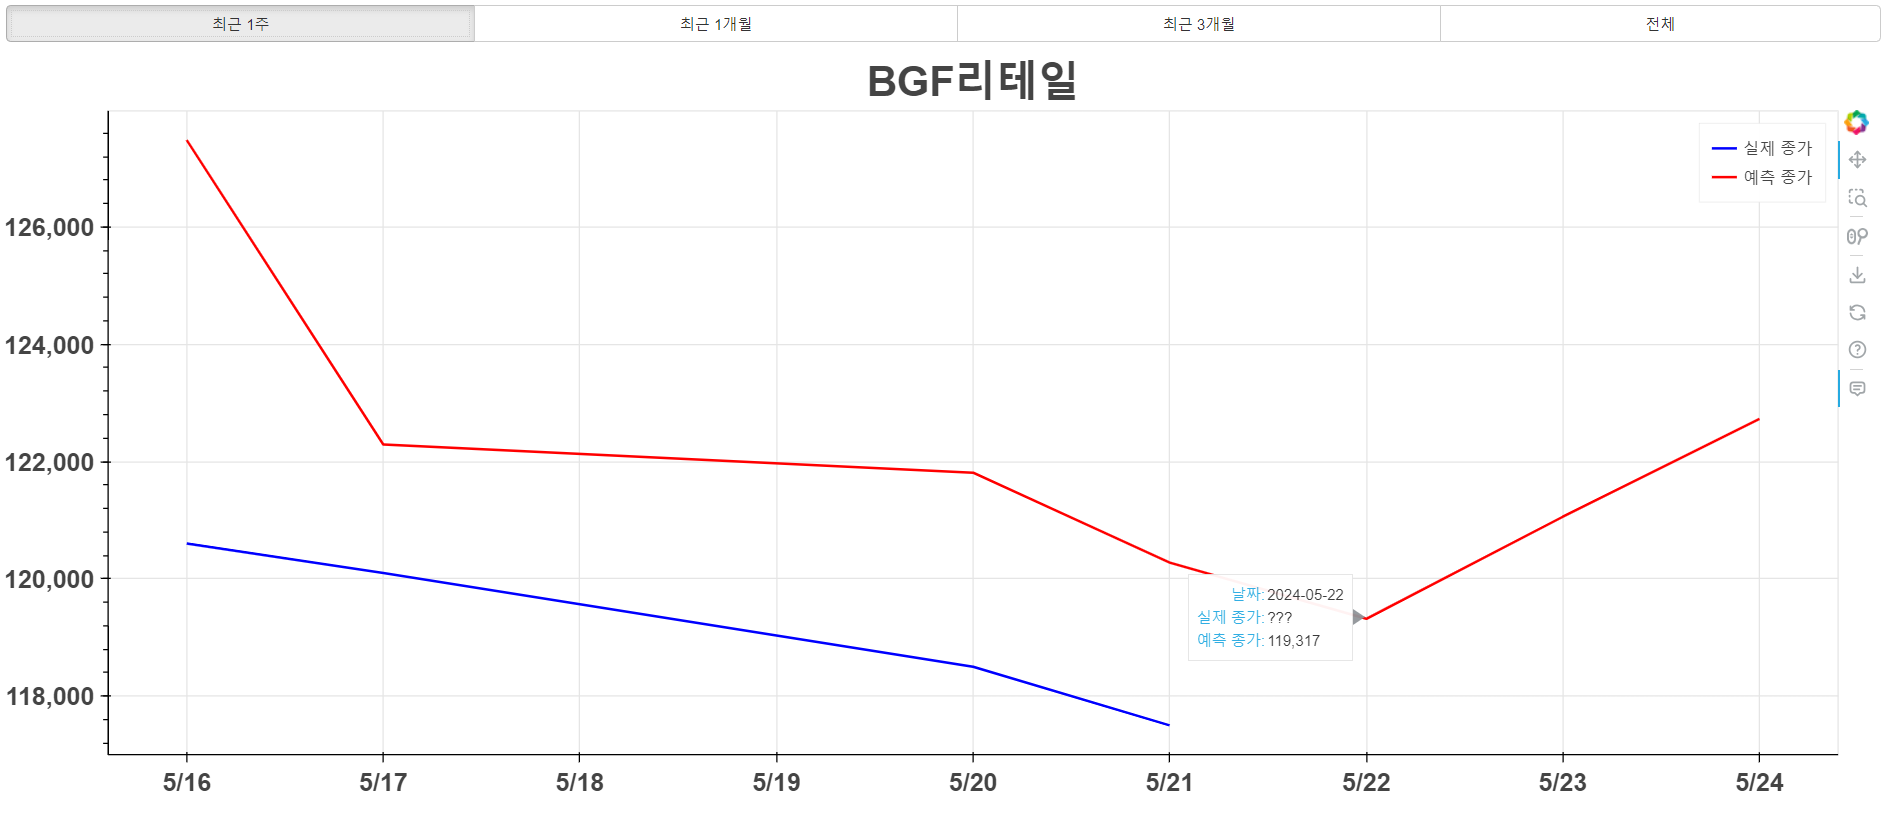 최근 1주 최근 1개월 최근 3개월 전체
BGF리테일
실제 종가
예측 종가
126,000
124,000
122,000
120,000
118,000
날짜: 2024-05-22
실제 종가: ???
예측 종가: 119,317
5/16 5/17 5/18 5/19 5/20 5/21 5/22 5/23 5/24